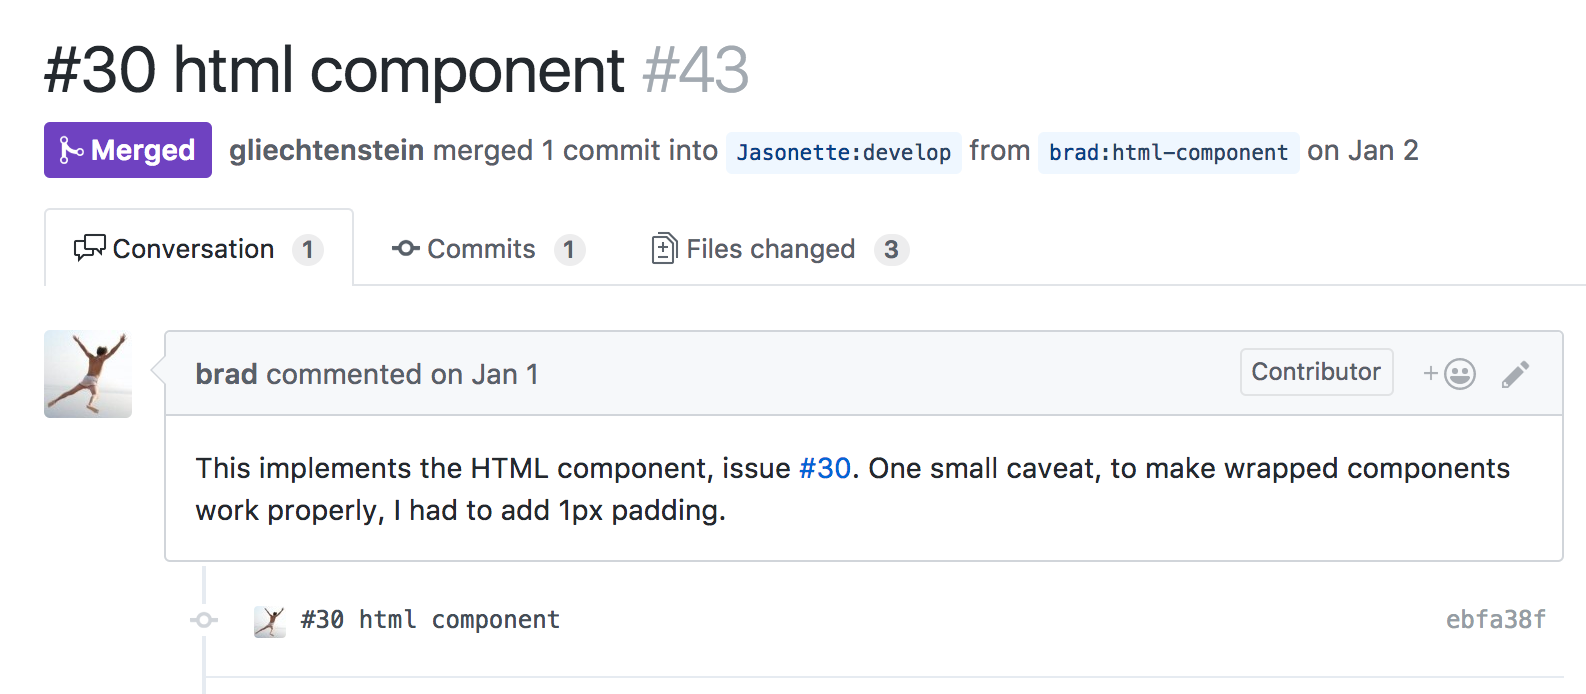 #30 html component #43
Merged gliechtenstein merged 1 commit into Jasonette:develop from brad:html-component on Jan 2
Conversation 1 Commits 1 Files changed 3
brad commented on Jan 1 Contributor +
This implements the HTML component, issue #30. One small caveat, to make wrapped components
work properly, I had to add 1px padding.
#30 html component ebfa38f